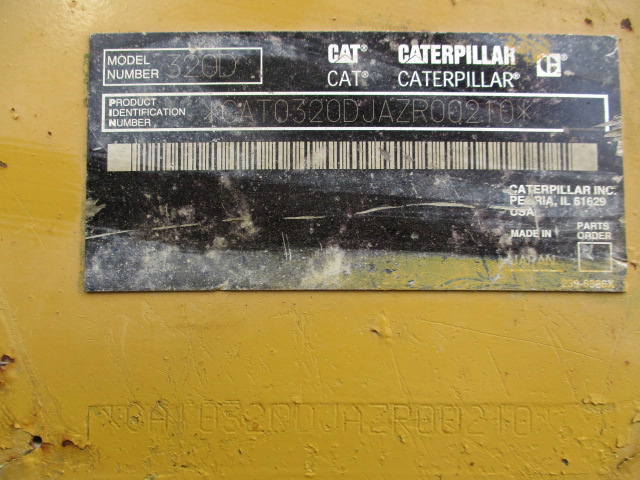 MODEL NUMBER 320D
CAT® CATERPILLAR®
CAT® CATERPILLAR®
PRODUCT IDENTIFICATION NUMBER *CAT0320DJAZR00210*
CATERPILLAR INC.
PEORIA, IL 61629
USA
MADE IN
JAPAN
PARTS ORDER
*CAT0320DJAZR00210*